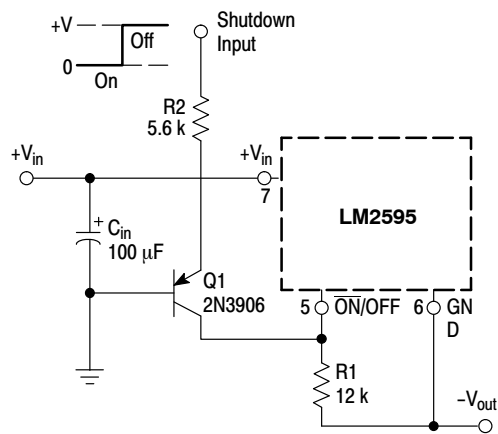 +V
Off
0
On
Shutdown
Input
R2
5.6 k
+Vin
+Vin
7
LM2595
+
Cin
100 µF
Q1
2N3906
5
ON/OFF
6
GN
D
R1
12 k
−Vout